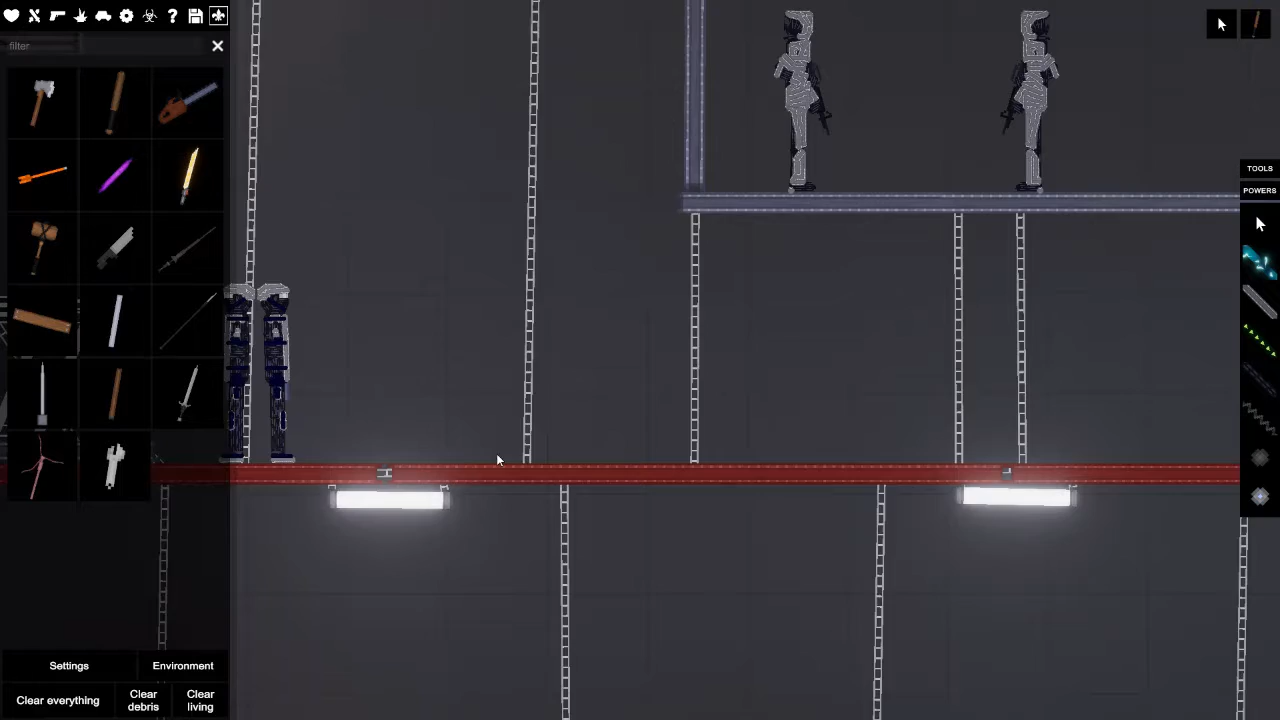 filter
TOOLS
POWERS
Settings
Environment
Clear everything
Clear debris
Clear living